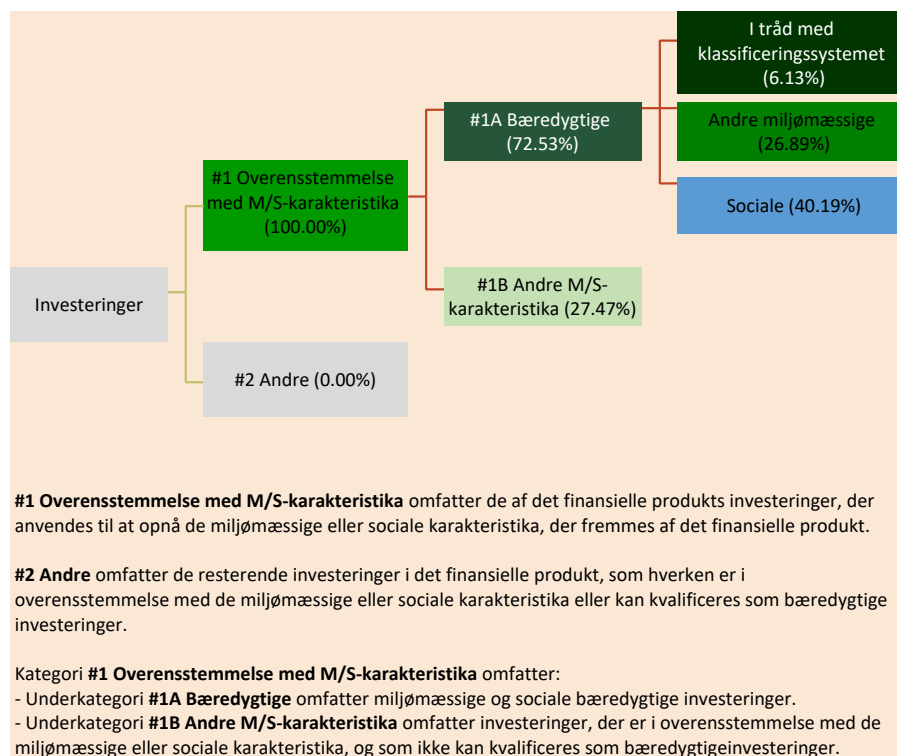 I tråd med
klassificeringssystemet
(6.13%)
#1A Bæredygtige
(72.53%)
Andre miljømæssige
(26.89%)
#1 Overensstemmelse
med M/S-karakteristika
(100.00%)
Sociale (40.19%)
Investeringer
#1B Andre M/S-
karakteristika (27.47%)
#2 Andre (0.00%)
#1 Overensstemmelse med M/S-karakteristika omfatter de af det finansielle produkts investeringer, der
anvendes til at opnå de miljømæssige eller sociale karakteristika, der fremmes af det finansielle produkt.
#2 Andre omfatter de resterende investeringer i det finansielle produkt, som hverken er i
overensstemmelse med de miljømæssige eller sociale karakteristika eller kan kvalificeres som bæredygtige
investeringer.
Kategori #1 Overensstemmelse med M/S-karakteristika omfatter:
- Underkategori #1A Bæredygtige omfatter miljømæssige og sociale bæredygtige investeringer.
- Underkategori #1B Andre M/S-karakteristika omfatter investeringer, der er i overensstemmelse med de
miljømæssige eller sociale karakteristika, og som ikke kan kvalificeres som bæredygtigeinvesteringer.